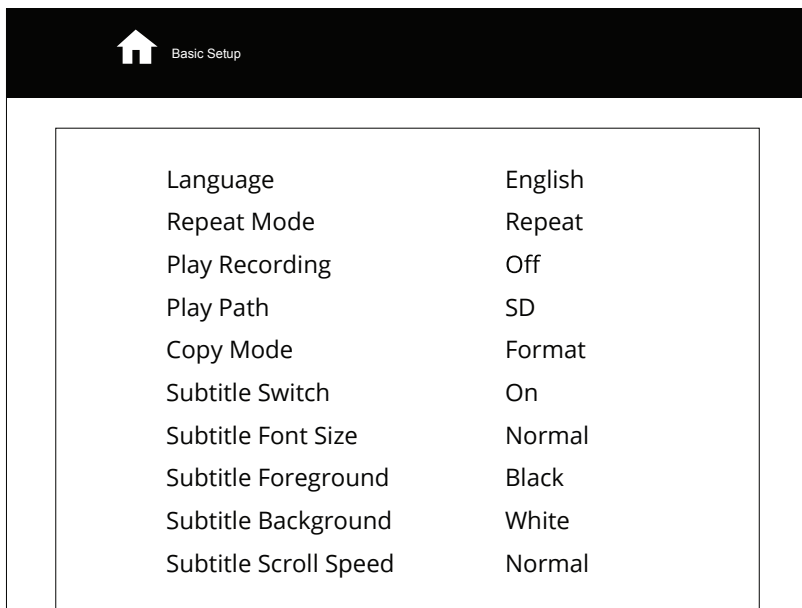 Basic Setup
Language English
Repeat Mode Repeat
Play Recording Off
Play Path SD
Copy Mode Format
Subtitle Switch On
Subtitle Font Size Normal
Subtitle Foreground Black
Subtitle Background White
Subtitle Scroll Speed Normal